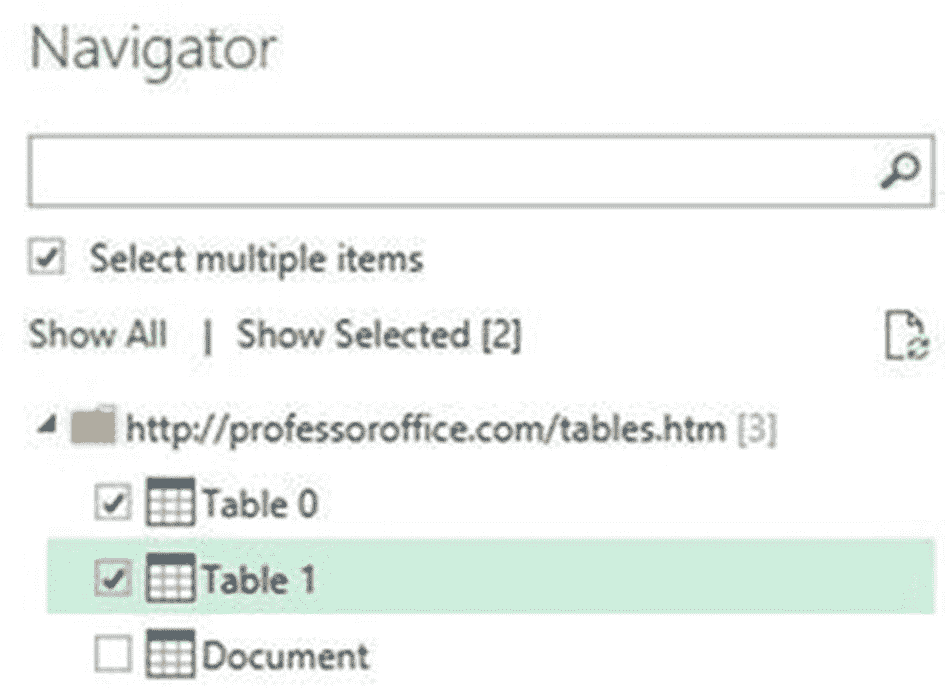 Navigator
Select multiple items
Show All | Show Selected [2]
http://professoroffice.com/tables.htm [3]
Table 0
Table 1
Document